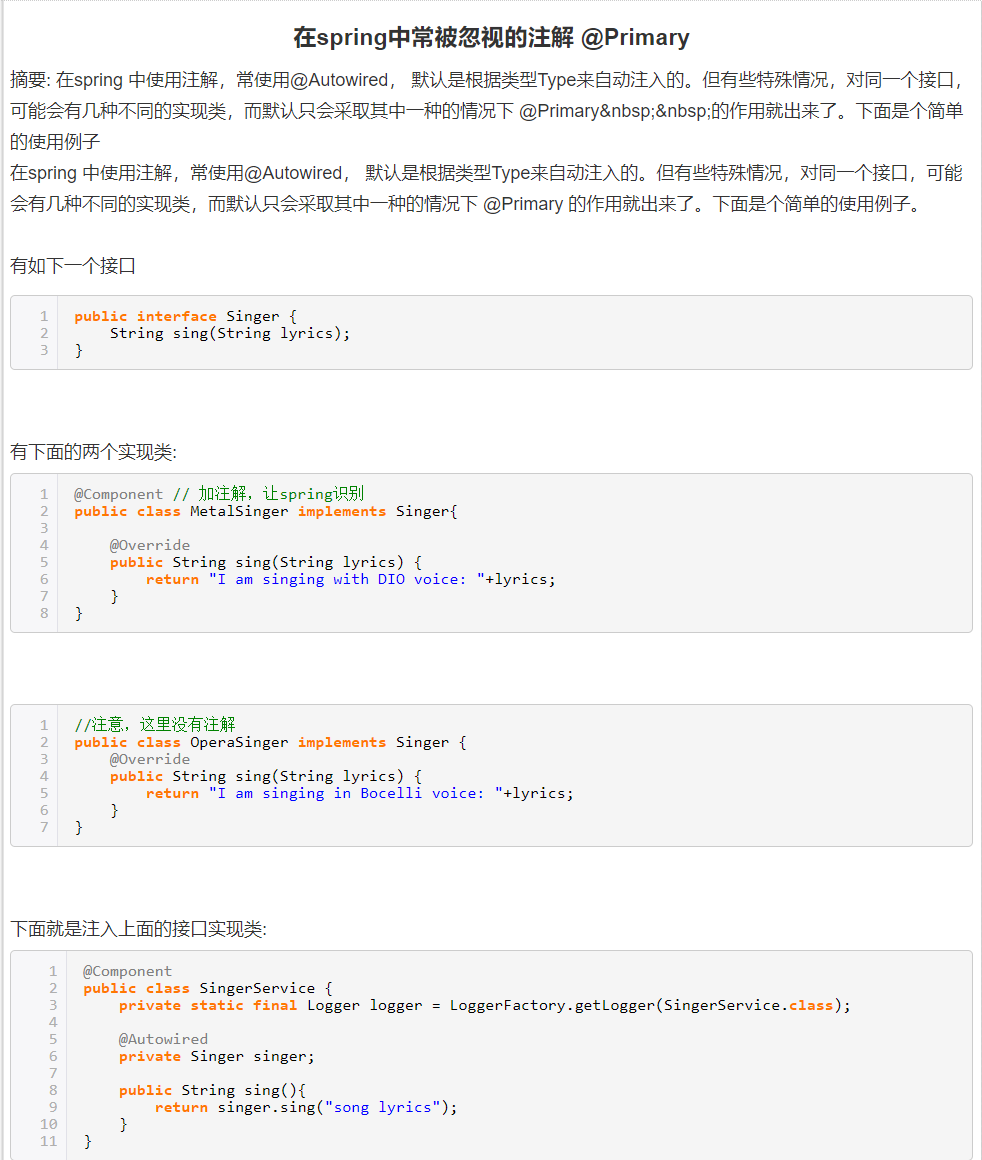 在spring中常被忽视的注解 @Primary
摘要: 在spring 中使用注解，常使用@Autowired， 默认是根据类型Type来自动注入的。但有些特殊情况，对同一个接口，
可能会有几种不同的实现类，而默认只会采取其中一种的情况下 @Primary&nbsp;&nbsp;的作用就出来了。下面是个简单
的使用例子
在spring 中使用注解，常使用@Autowired， 默认是根据类型Type来自动注入的。但有些特殊情况，对同一个接口，可能
会有几种不同的实现类，而默认只会采取其中一种的情况下 @Primary 的作用就出来了。下面是个简单的使用例子。
有如下一个接口
1 public interface Singer {
2     String sing(String lyrics);
3 }
有下面的两个实现类:
1 @Component // 加注解，让spring识别
2 public class MetalSinger implements Singer{
3
4     @Override
5     public String sing(String lyrics) {
6         return "I am singing with DIO voice: "+lyrics;
7     }
8 }
1 //注意，这里没有注解
2 public class OperaSinger implements Singer {
3     @Override
4     public String sing(String lyrics) {
5         return "I am singing in Bocelli voice: "+lyrics;
6     }
7 }
下面就是注入上面的接口实现类:
1 @Component
2 public class SingerService {
3     private static final Logger logger = LoggerFactory.getLogger(SingerService.class);
4
5     @Autowired
6     private Singer singer;
7
8     public String sing(){
9         return singer.sing("song lyrics");
10     }
11 }